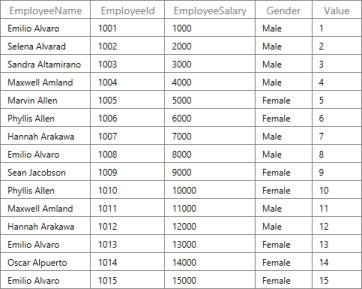 EmployeeName EmployeeId EmployeeSalary Gender Value
Emilio Alvaro 1001 1000 Male 1
Selena Alvarad 1002 2000 Male 2
Sandra Altamirano 1003 3000 Male 3
Maxwell Amland 1004 4000 Male 4
Marvin Allen 1005 5000 Female 5
Phyllis Allen 1006 6000 Female 6
Hannah Arakawa 1007 7000 Male 7
Emilio Alvaro 1008 8000 Male 8
Sean Jacobson 1009 9000 Female 9
Phyllis Allen 1010 10000 Female 10
Maxwell Amland 1011 11000 Male 11
Hannah Arakawa 1012 12000 Male 12
Emilio Alvaro 1013 13000 Female 13
Oscar Alpuerto 1014 14000 Female 14
Emilio Alvaro 1015 15000 Female 15